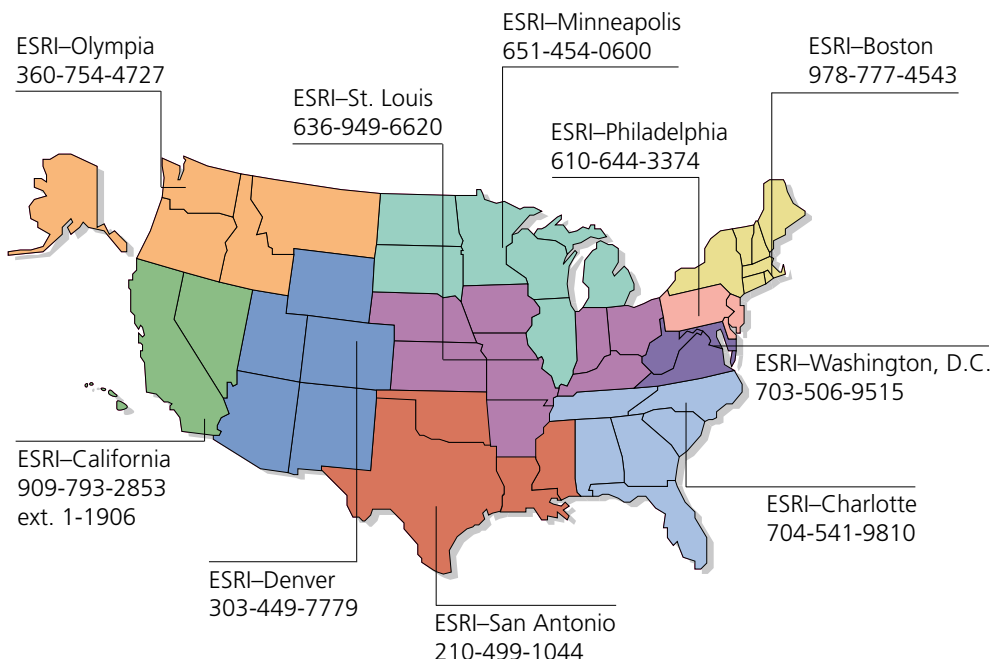 ESRI–Minneapolis
651-454-0600
ESRI–Olympia
360-754-4727
ESRI–Boston
978-777-4543
ESRI–St. Louis
636-949-6620
ESRI–Philadelphia
610-644-3374
ESRI–Washington, D.C.
703-506-9515
ESRI–California
909-793-2853
ext. 1-1906
ESRI–Charlotte
704-541-9810
ESRI–Denver
303-449-7779
ESRI–San Antonio
210-499-1044